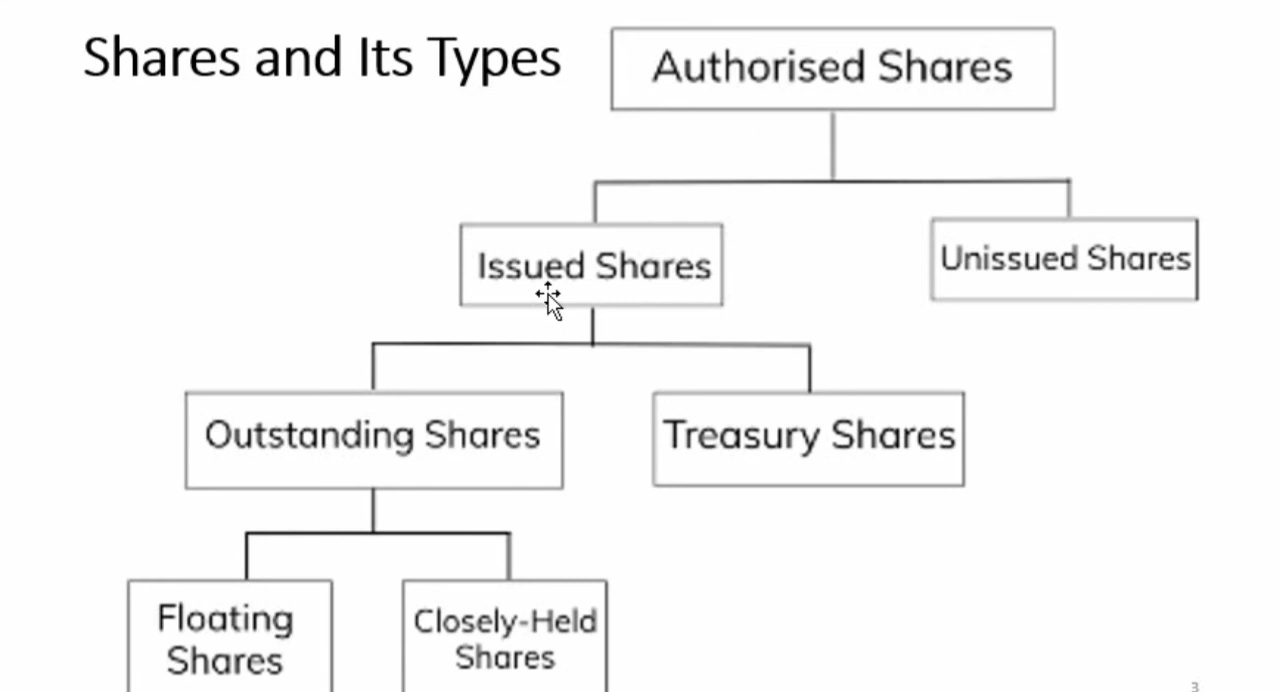 Shares and Its Types
Authorised Shares
Issued Shares
Unissued Shares
Outstanding Shares
Treasury Shares
Floating
Shares
Closely-Held
Shares
3